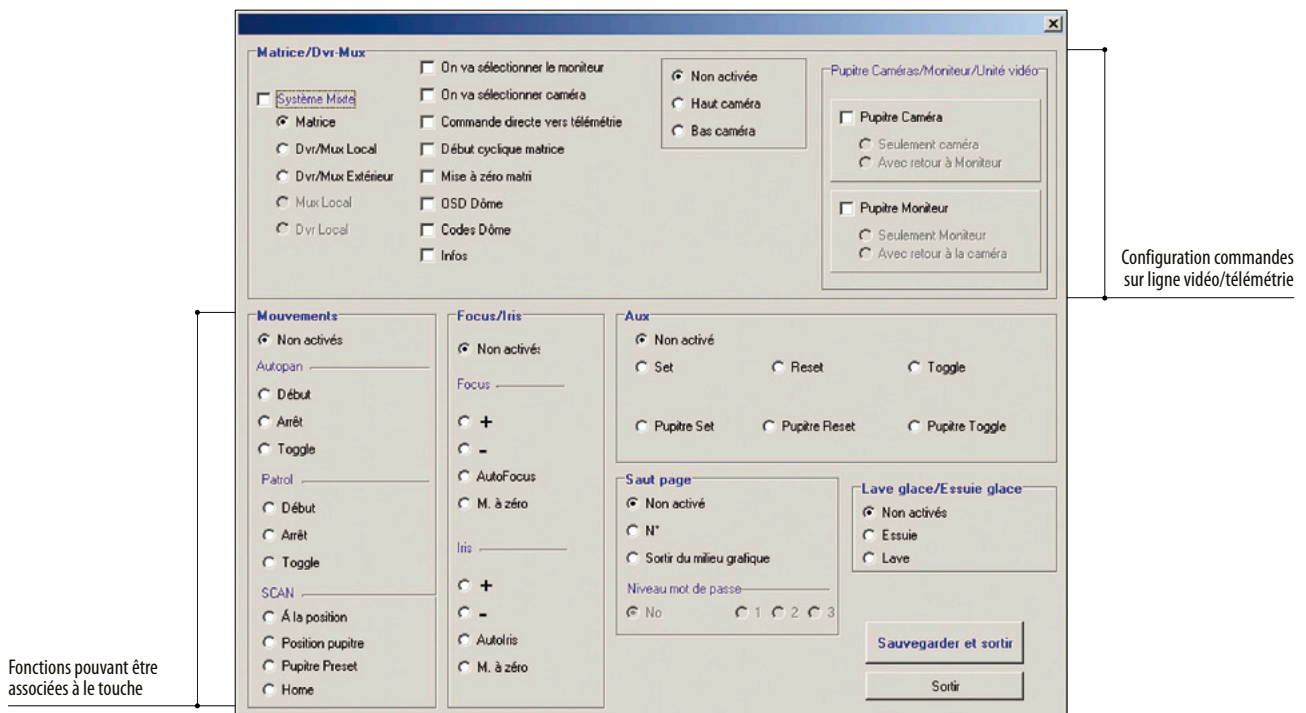 Matrice/Dvr-Mux
Système Mixte
Matrice
Dvr/Mux Local
Dvr/Mux Extérieur
Mux Local
Dvr Local
On va sélectionner le moniteur
On va sélectionner caméra
Commande directe vers télémétrie
Début cyclique matrice
Mise à zéro matri
OSD Dôme
Codes Dôme
Infos
Non activée
Haut caméra
Bas caméra
Pupitre Caméras/Moniteur/Unité vidéo
Pupitre Caméra
Seulement caméra
Avec retour à Moniteur
Pupitre Moniteur
Seulement Moniteur
Avec retour à la caméra
Configuration commandes
sur ligne vidéo/télémétrie
Mouvements
Non activés
Autopan
Début
Arrêt
Toggle
Patrol
Début
Arrêt
Toggle
SCAN
Á la position
Position pupitre
Pupitre Preset
Home
Focus/Iris
Non activé:
Focus
+
-
AutoFocus
M. à zéro
Iris
+
-
AutoIris
M. à zéro
Aux
Non activé
Set Reset Toggle
Pupitre Set Pupitre Reset Pupitre Toggle
Saut page
Non activé
N°
Sortir du milieu grafique
Niveau mot de passe
No 1 2 3
Lave glace/Essuie glace
Non activés
Essuie
Lave
Sauvegarder et sortir
Sortir
Fonctions pouvant être
associées à le touche